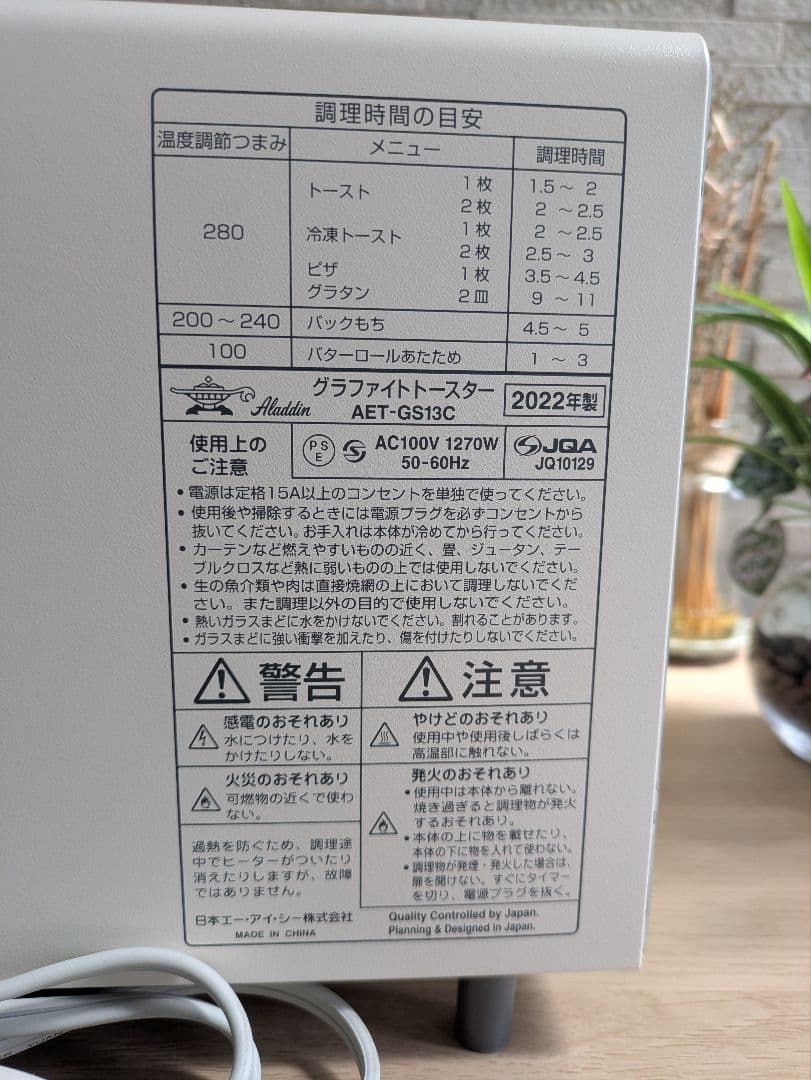 調理時間の目安
温度調節つまみ メニュー 調理時間
280 トースト 1枚 1.5～ 2
2枚 2 ～2.5
冷凍トースト 1枚 2 ～2.5
2枚 2.5～ 3
ピザ 1枚 3.5～4.5
グラタン 2皿 9 ～ 11
200～240 パックもち 4.5～ 5
100 バターロールあたため 1 ～ 3
Aladdin グラファイトトースター
AET-GS13C
2022年製
使用上の
ご注意
PS
E
AC100V 1270W
50-60Hz
JQA
JQ10129
・電源は定格15A以上のコンセントを単独で使ってください。
・使用後や掃除するときには電源プラグを必ずコンセントから
抜いてください。お手入れは本体が冷めてから行ってください。
・カーテンなど燃えやすいものの近く、畳、ジュータン、テー
ブルクロスなど熱に弱いものの上では使用しないでください。
・生の魚介類や肉は直接焼網の上において調理しないでくだ
さい。また調理以外の目的で使用しないでください。
・熱いガラスまどに水をかけないでください。割れることがあります。
・ガラスまどに強い衝撃を加えたり、傷を付けたりしないでください。
警告
感電のおそれあり
水につけたり、水を
かけたりしない。
火災のおそれあり
可燃物の近くで使わ
ない。
過熱を防ぐため、調理途
中でヒーターがついたり
消えたりしますが、故障
ではありません。
注意
やけどのおそれあり
使用中や使用後しばらくは
高温部に触れない。
発火のおそれあり
・使用中は本体から離れない。
焼き過ぎると調理物が発火
するおそれあり。
・本体の上に物を載せたり、
本体の下に物を入れて使わない。
・調理物が発煙・発火した場合は、
扉を開けない。すぐにタイマー
を切り、電源プラグを抜く。
日本エー・アイ・シー株式会社
MADE IN CHINA
Quality Controlled by Japan.
Planning & Designed in Japan.